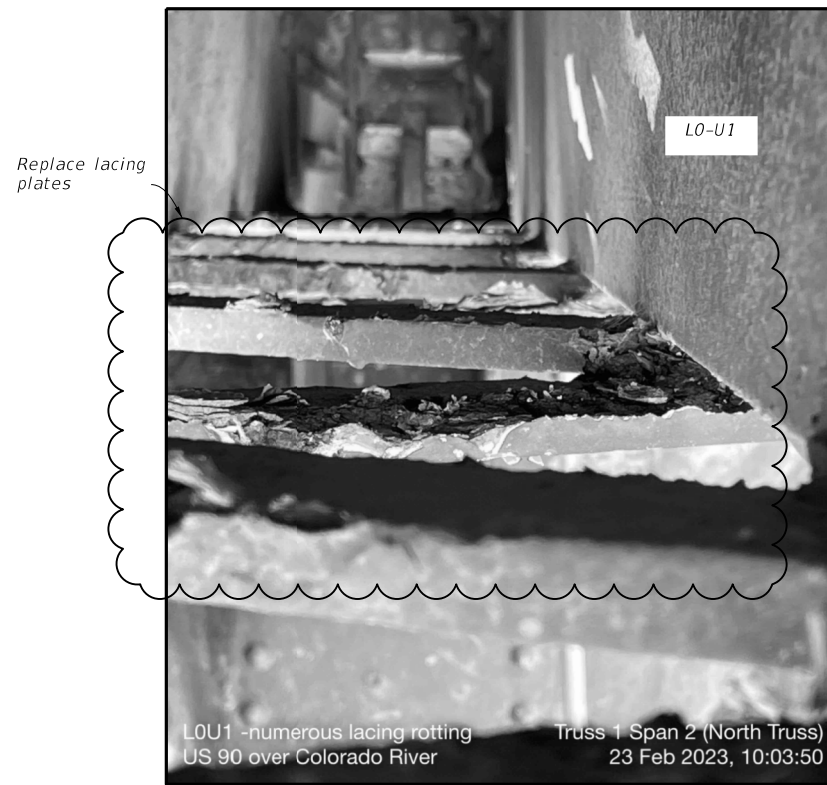 L0-U1
Replace lacing
plates
L0U1 -numerous lacing rotting
US 90 over Colorado River
Truss 1 Span 2 (North Truss)
23 Feb 2023, 10:03:50